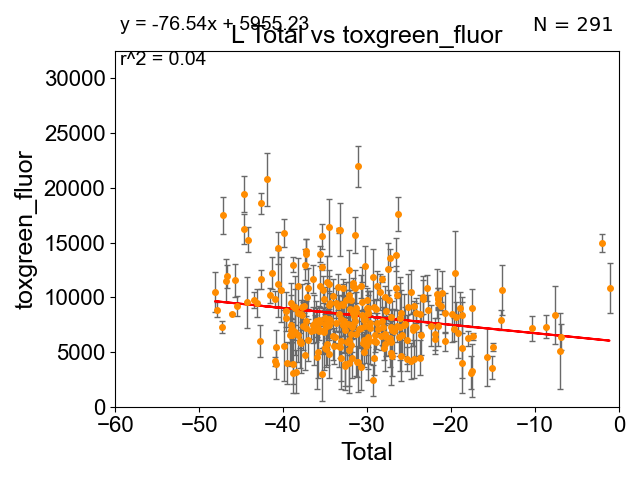 y = -76.54x + 5955.23
N = 291
L Total vs toxgreen_fluor
r^2 = 0.04
30000
25000
20000
15000
10000
5000
0
toxgreen_fluor
−60 −50 −40 −30 −20 −10 0
Total